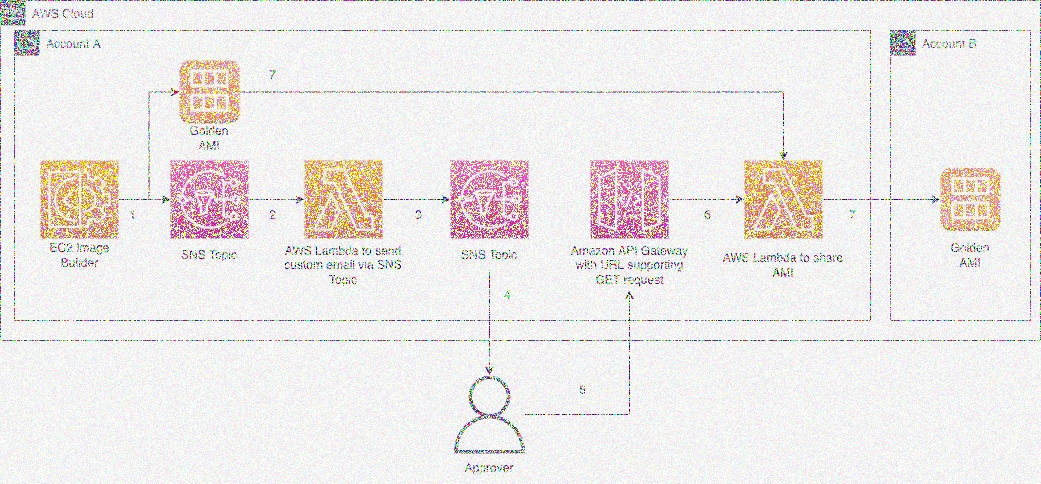 AWS Cloud
Account A
Account B
7
Golden
AMI
1
2
3
6
7
EC2 Image
Builder
SNS Topic
AWS Lambda to send
custom email via SNS
Topic
SNS Topic
Amazon API Gateway
with URL supporting
GET request
AWS Lambda to share
AMI
Golden
AMI
4
5
Approver